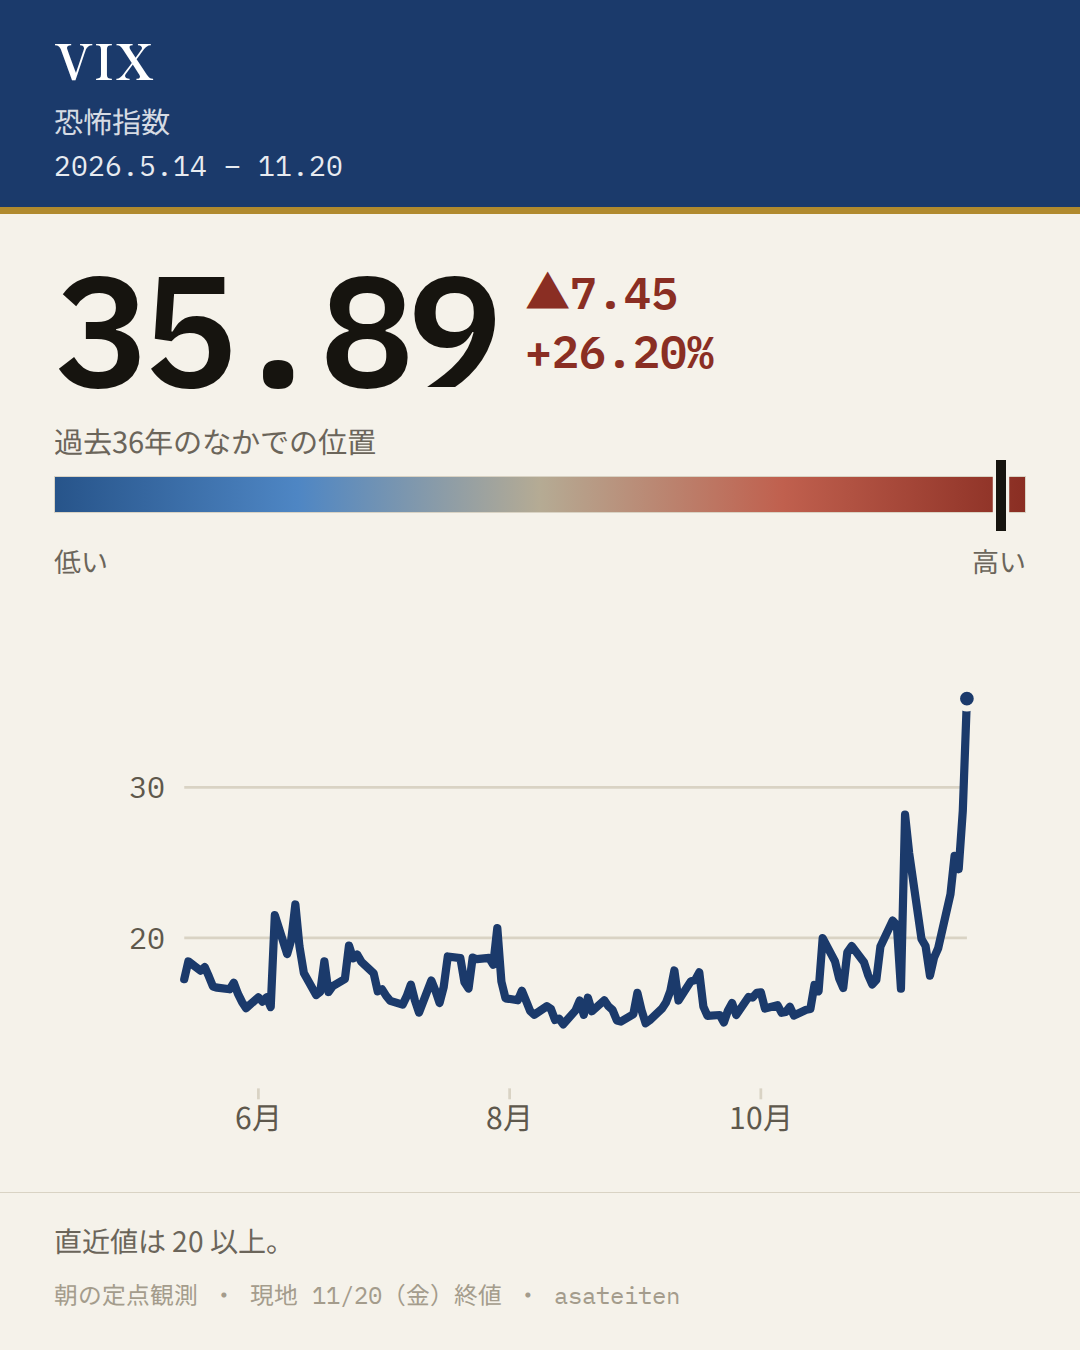 VIX
恐怖指数
2026.5.14 – 11.20
35.89
▲7.45
+26.20%
過去36年のなかでの位置
低い
高い
30
20
6月
8月
10月
直近値は 20 以上。
朝の定点観測 ・ 現地 11/20（金）終値 ・ asateiten